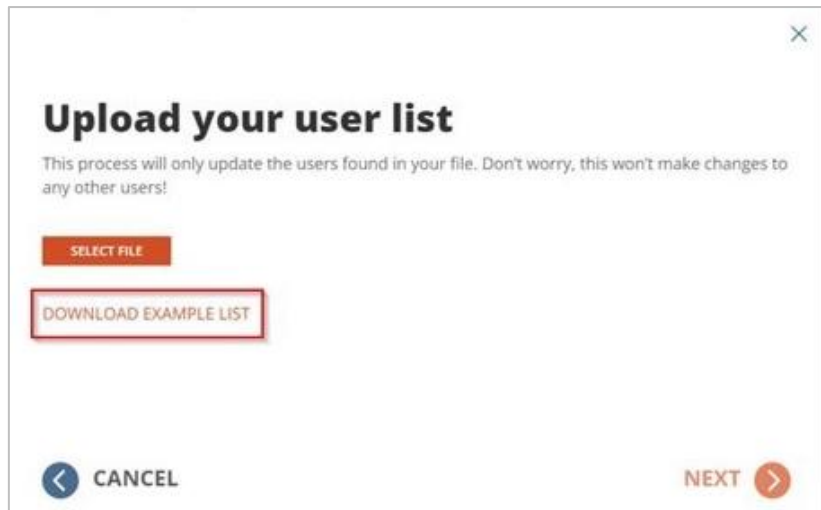 Upload your user list
This process will only update the users found in your file. Don't worry, this won't make changes to
any other users!
SELECT FILE
DOWNLOAD EXAMPLE LIST
CANCEL
NEXT